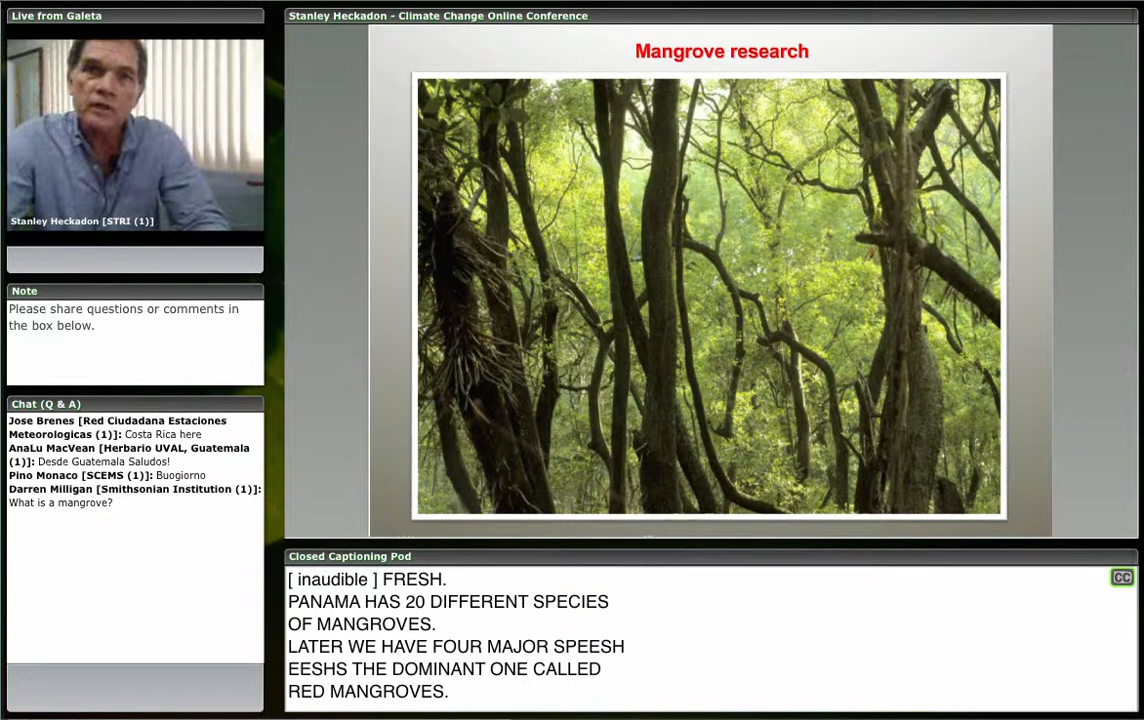 Live from Galeta
Stanley Heckadon [STRI (1)]
Note
Please share questions or comments in
the box below.
Chat (Q & A)
Jose Brenes [Red Ciudadana Estaciones
Meteorologicas (1)]: Costa Rica here
AnaLu MacVean [Herbario UVAL, Guatemala
(1)]: Desde Guatemala Saludos!
Pino Monaco [SCEMS (1)]: Buogiorno
Darren Milligan [Smithsonian Institution (1)]:
What is a mangrove?
Stanley Heckadon - Climate Change Online Conference
Mangrove research
Closed Captioning Pod
CC
[ inaudible ] FRESH.
PANAMA HAS 20 DIFFERENT SPECIES
OF MANGROVES.
LATER WE HAVE FOUR MAJOR SPEESH
EESHS THE DOMINANT ONE CALLED
RED MANGROVES.